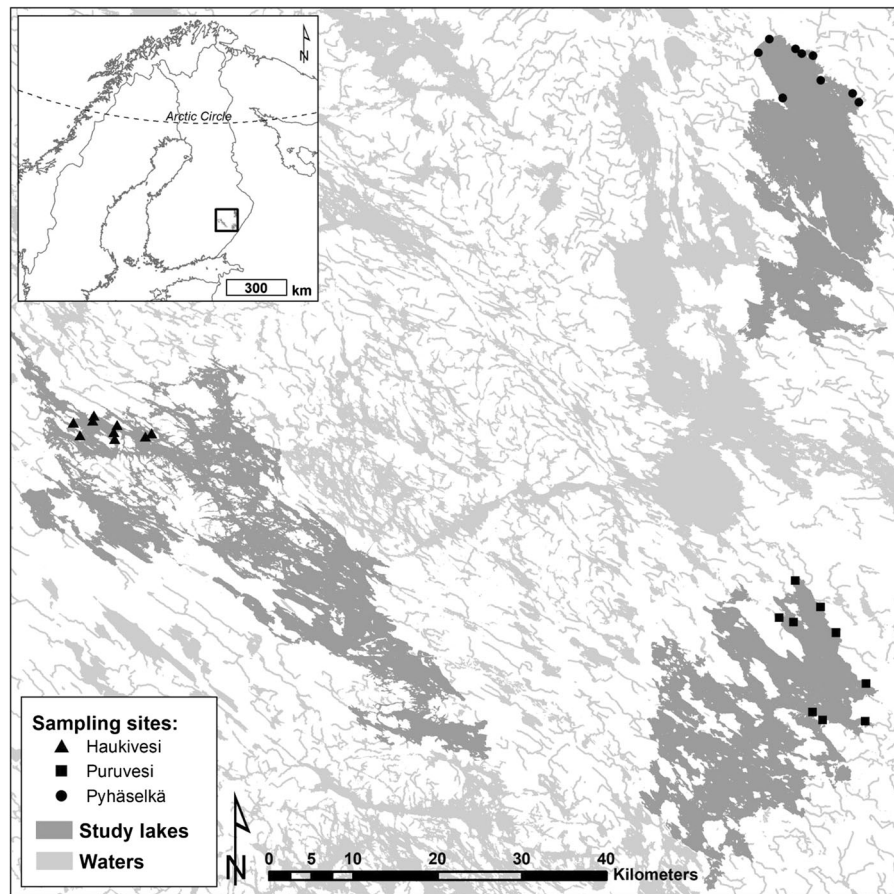 N
Arctic Circle
300 km
Sampling sites:
Haukivesi
Puruvesi
Pyhäselkä
Study lakes
Waters
N
0 5 10 20 30 40
Kilometers